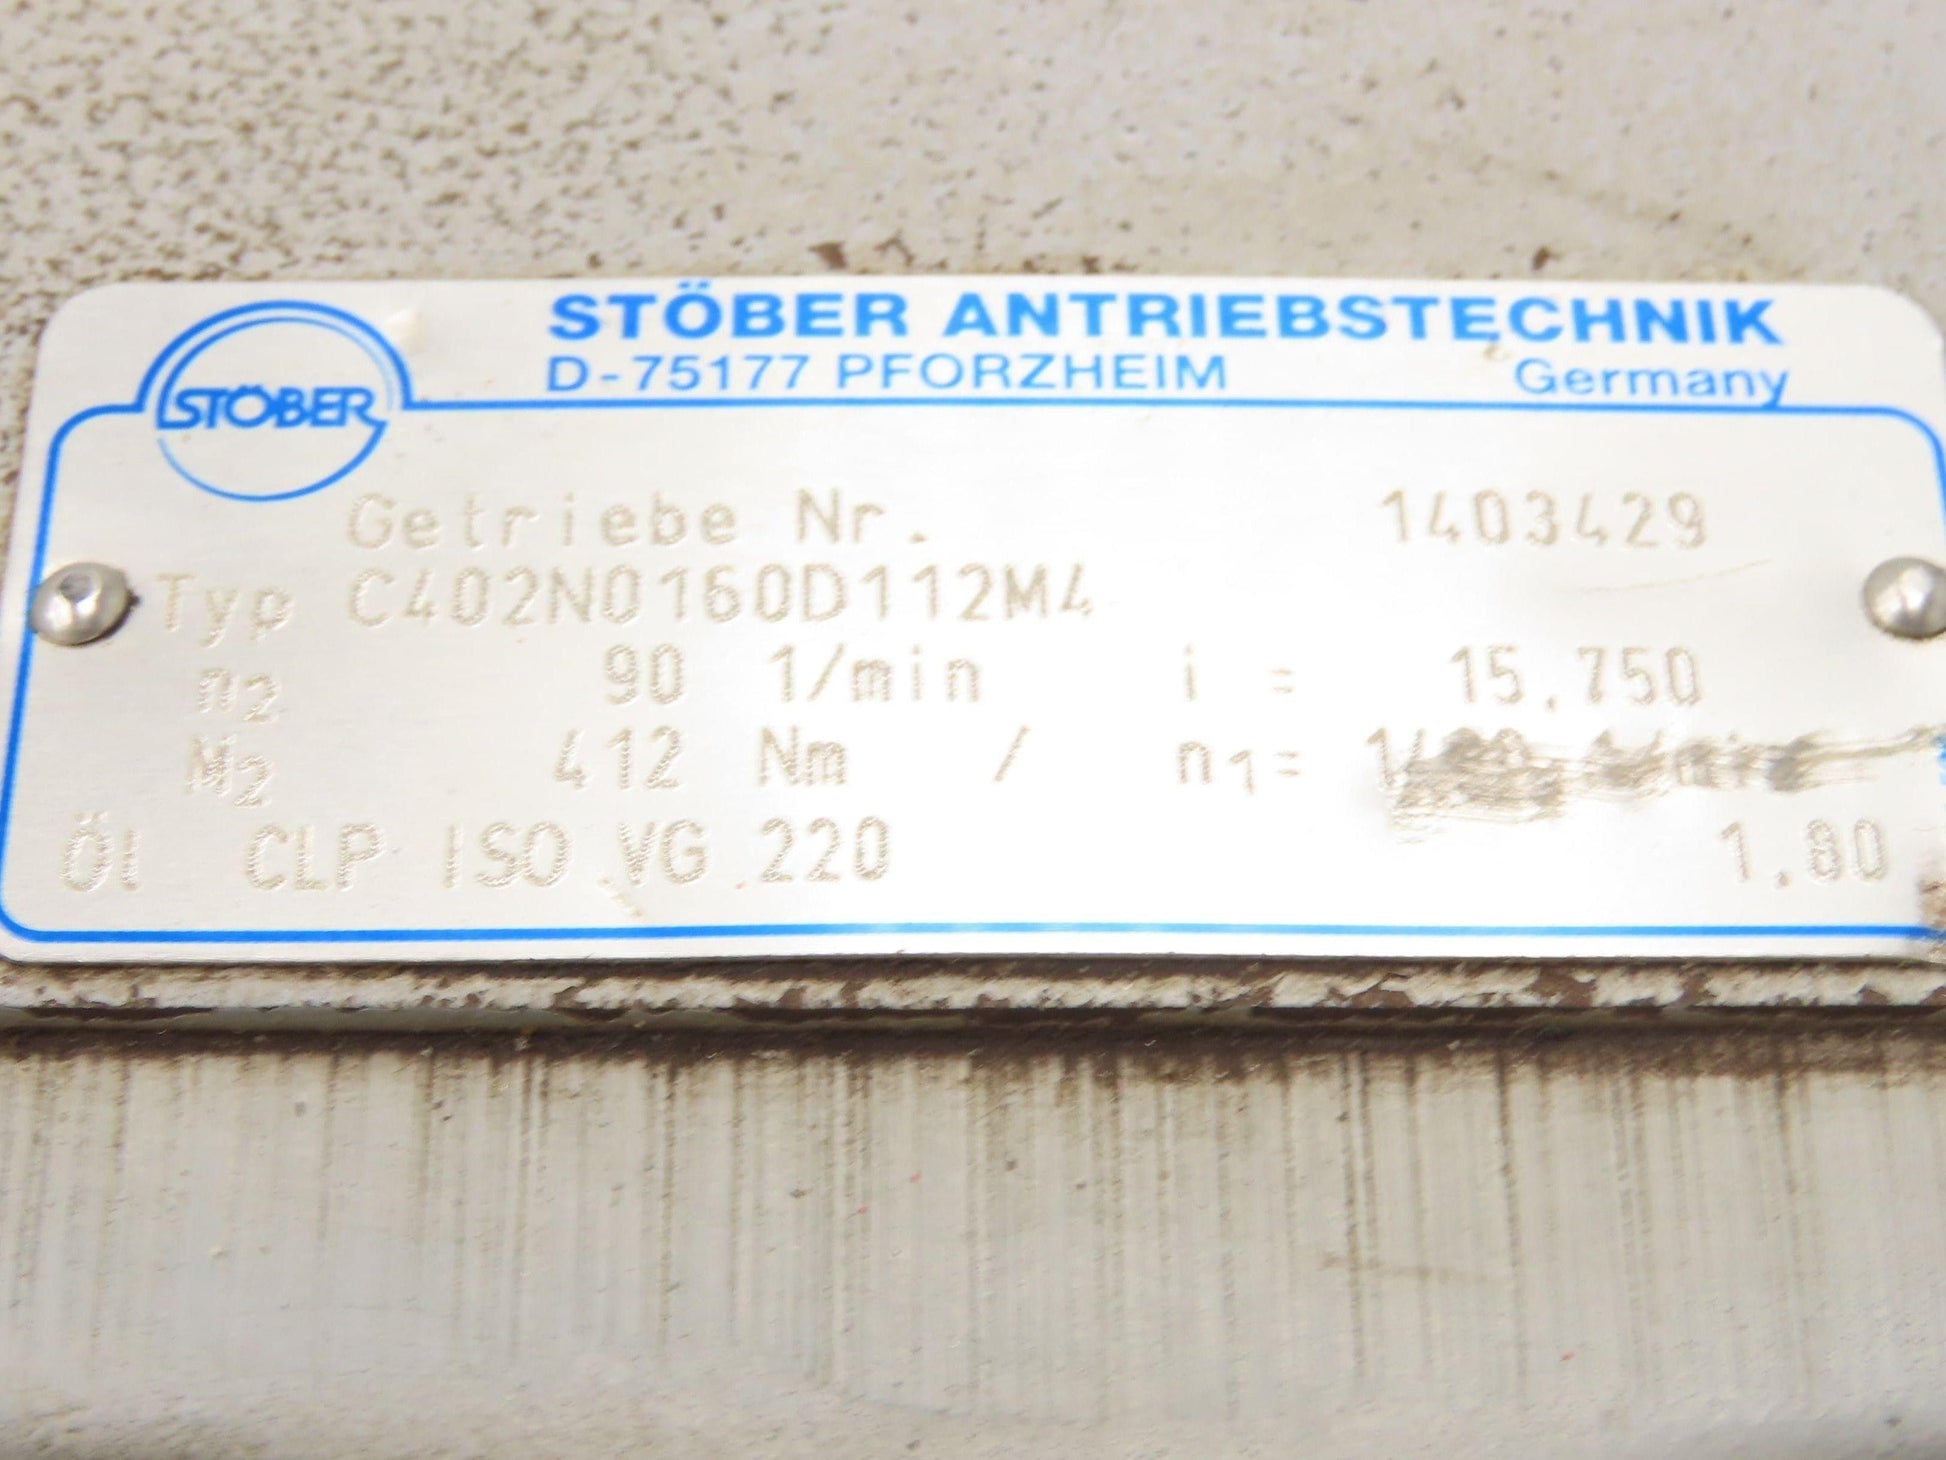 STÖBER ANTRIEBSTECHNIK
D-75177 PFORZHEIM Germany
STÖBER
Getriebe Nr. 1403429
Typ C402N0160D112M4
n2 90 1/min i = 15,750
M2 412 Nm / n1=
Öl CLP ISO VG 220 1,80